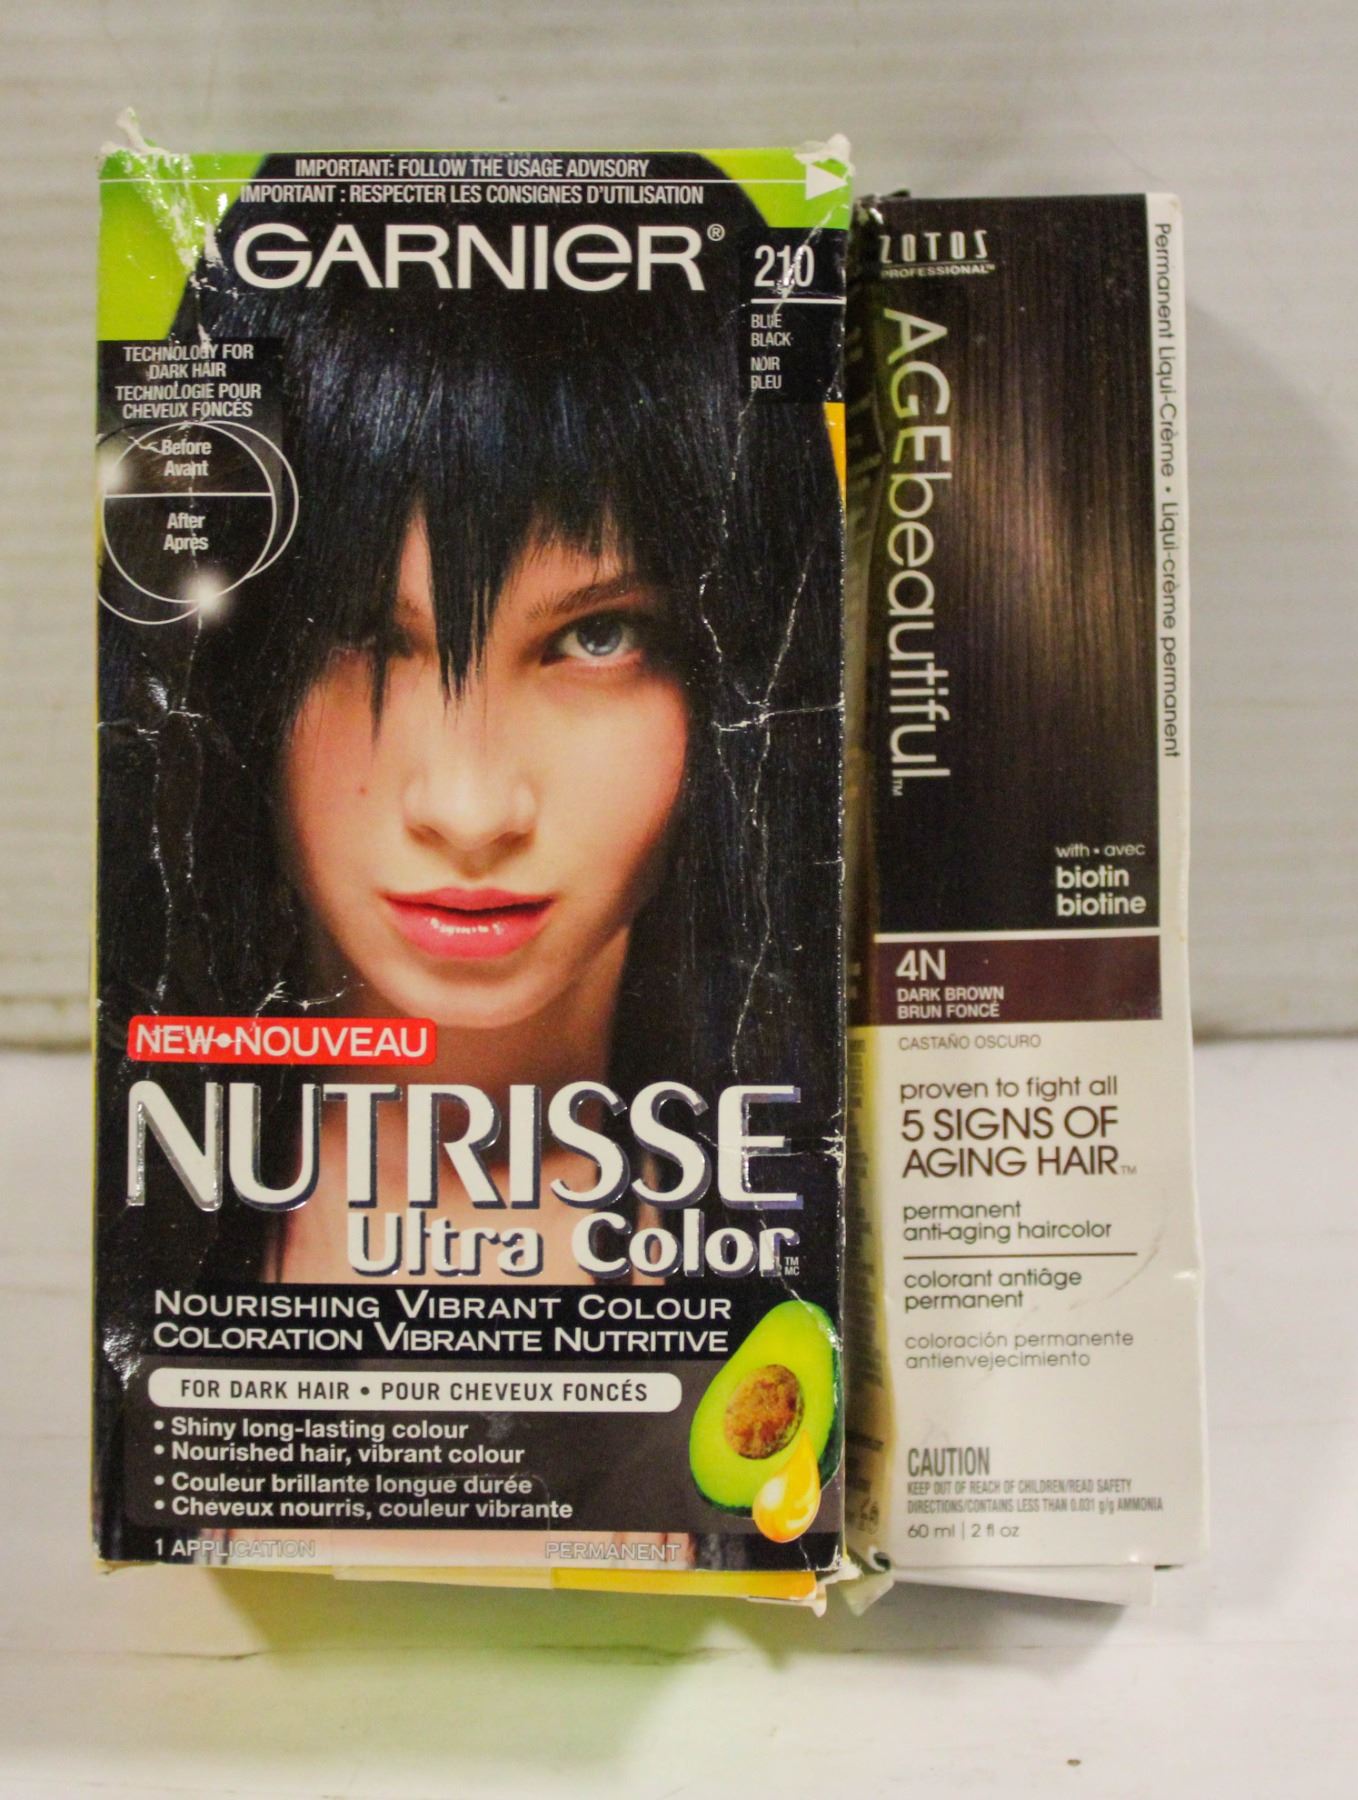 IMPORTANT: FOLLOW THE USAGE ADVISORY
IMPORTANT : RESPECTER LES CONSIGNES D'UTILISATION
GARNIER®
210
BLUE
BLACK
NOIR
BLEU
TECHNOLOGY FOR
DARK HAIR
TECHNOLOGIE POUR
CHEVEUX FONCÉS
Before
Avant
After
Après
NEW•NOUVEAU
NUTRISSE
Ultra Color TM
MC
NOURISHING VIBRANT COLOUR
COLORATION VIBRANTE NUTRITIVE
FOR DARK HAIR • POUR CHEVEUX FONCÉS
• Shiny long-lasting colour
• Nourished hair, vibrant colour
• Couleur brillante longue durée
• Cheveux nourris, couleur vibrante
1 APPLICATION
PERMANENT
ZOTOS
PROFESSIONAL™
AGEbeautiful™
Permanent Liqui-Crème • Liqui-crème permanent
with • avec
biotin
biotine
4N
DARK BROWN
BRUN FONCÉ
CASTAÑO OSCURO
proven to fight all
5 SIGNS OF
AGING HAIR™
permanent
anti-aging haircolor
colorant antiâge
permanent
coloración permanente
antienvejecimiento
CAUTION
KEEP OUT OF REACH OF CHILDREN/READ SAFETY
DIRECTIONS/CONTAINS LESS THAN 0.031 g/g AMMONIA
60 ml | 2 fl oz